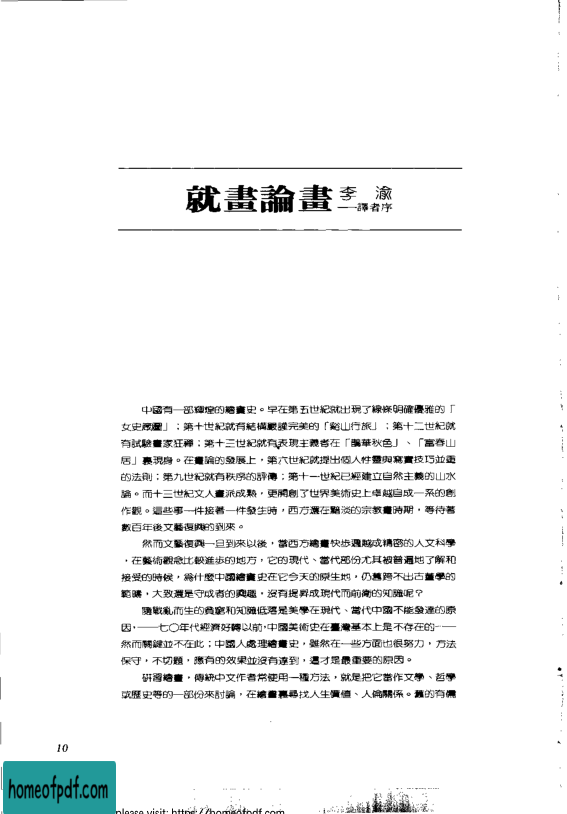 就畫論畫 李渝
——譯者序
中國有一部輝煌的繪畫史。早在第五世紀就出現了線條明確優雅的「
女史箴圖」；第十世紀就有結構嚴謹完美的「谿山行旅」；第十二世紀就
有試驗畫家狂禪；第十三世紀就有表現主義者在「鵲華秋色」、「富春山
居」裏現身。在畫論的發展上，第六世紀就提出個人性靈與寫實技巧並重
的法則；第九世紀就有秩序的評傳；第十一世紀已經建立自然主義的山水
論。而十三世紀文人畫派成熟，更開創了世界美術史上卓越自成一系的創
作觀。這些事一件接著一件發生時，西方還在黯淡的宗教畫時期，等待著
數百年後文藝復興的到來。
然而文藝復興一旦到來以後，當西方繪畫快步邁越成精密的人文科學
，在藝術觀念比較進步的地方，它的現代、當代部份尤其被普遍地了解和
接受的時候，為什麼中國繪畫史在它今天的原生地，仍舊跨不出古董學的
範疇，大致還是守成者的興趣，沒有提昇成現代而前衛的知識呢？
隨戰亂而生的貧窮和知識低落是美學在現代、當代中國不能發達的原
因，——七〇年代經濟好轉以前，中國美術史在臺灣基本上是不存在的——
然而關鍵並不在此；中國人處理繪畫史，雖然在一些方面也很努力，方法
保守，不切題，應有的效果並沒有達到，這才是最重要的原因。
研習繪畫，傳統中文作者常使用一種方法，就是把它當作文學、哲學
或歷史等的一部份來討論，在繪畫裏尋找人生價值、人倫關係。舊的有儒
10
homeofpdf.com
please visit: https://homeofpdf.com